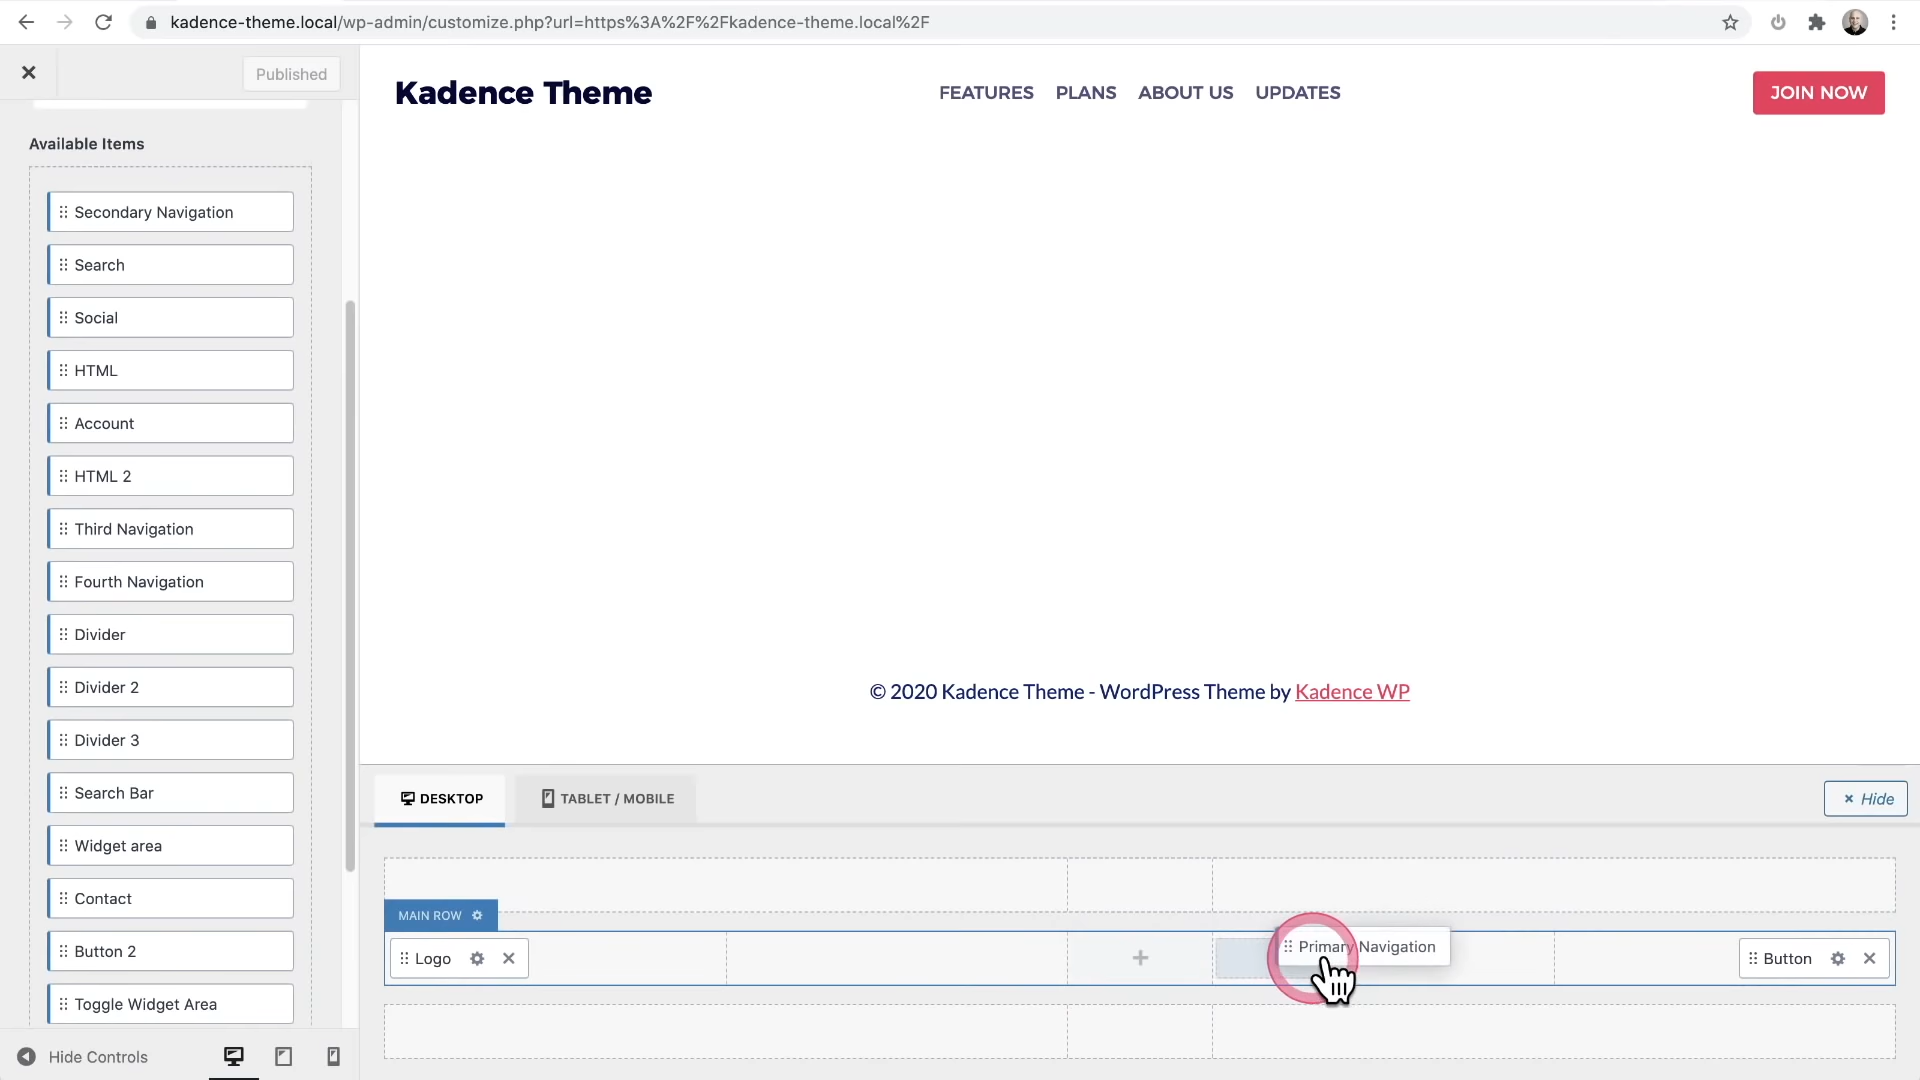 kadence-theme.local/wp-admin/customize.php?url=https%3A%2F%2Fkadence-theme.local%2F
Published
Available Items
Secondary Navigation
Search
Social
HTML
Account
HTML 2
Third Navigation
Fourth Navigation
Divider
Divider 2
Divider 3
Search Bar
Widget area
Contact
Button 2
Toggle Widget Area
Hide Controls
Kadence Theme
FEATURES PLANS ABOUT US UPDATES
JOIN NOW
© 2020 Kadence Theme - WordPress Theme by Kadence WP
DESKTOP
TABLET / MOBILE
Hide
MAIN ROW
Logo
Primary Navigation
Button